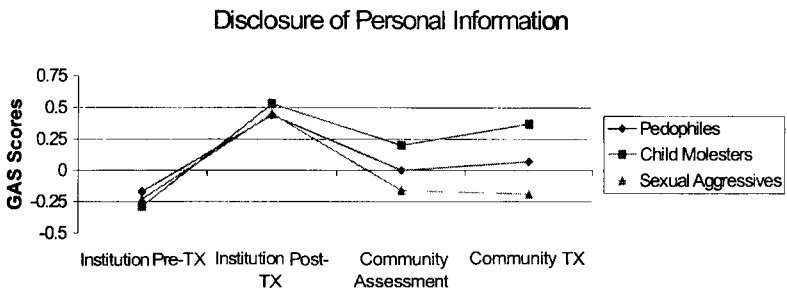 Disclosure of Personal Information
GAS Scores
0.75
0.5
0.25
0
-0.25
-0.5
Institution Pre-TX
Institution Post-
TX
Community
Assessment
Community TX
Pedophiles
Child Molesters
Sexual Aggressives